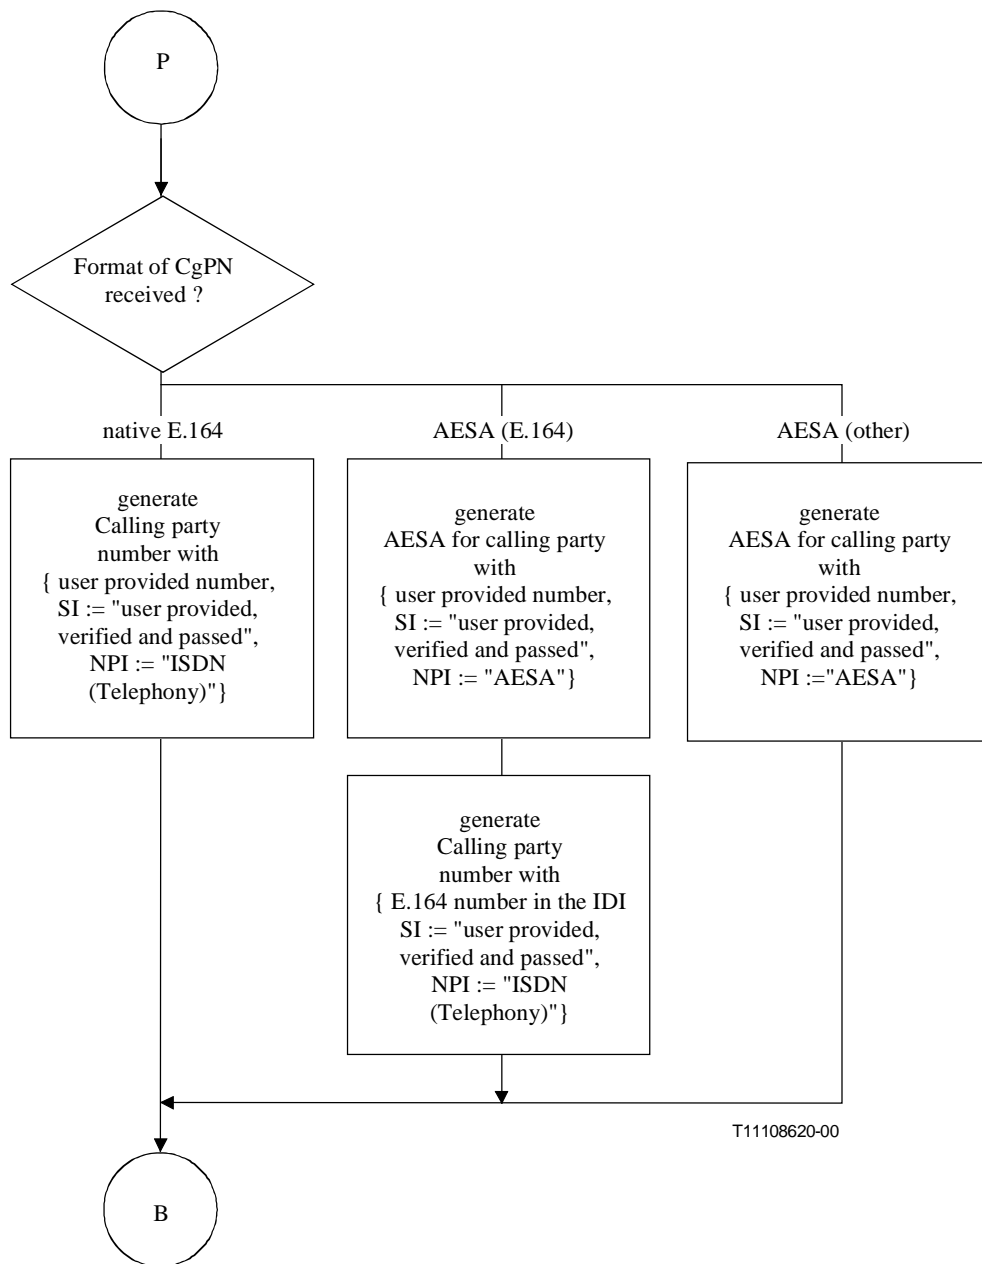 P
Format of CgPN
received ?
native E.164
AESA (E.164)
AESA (other)
generate
Calling party
number with
{ user provided number,
SI := "user provided,
verified and passed",
NPI := "ISDN
(Telephony)"}
generate
AESA for calling party
with
{ user provided number,
SI := "user provided,
verified and passed",
NPI := "AESA"}
generate
AESA for calling party
with
{ user provided number,
SI := "user provided,
verified and passed",
NPI :="AESA"}
generate
Calling party
number with
{ E.164 number in the IDI
SI := "user provided,
verified and passed",
NPI := "ISDN
(Telephony)"}
T11108620-00
B